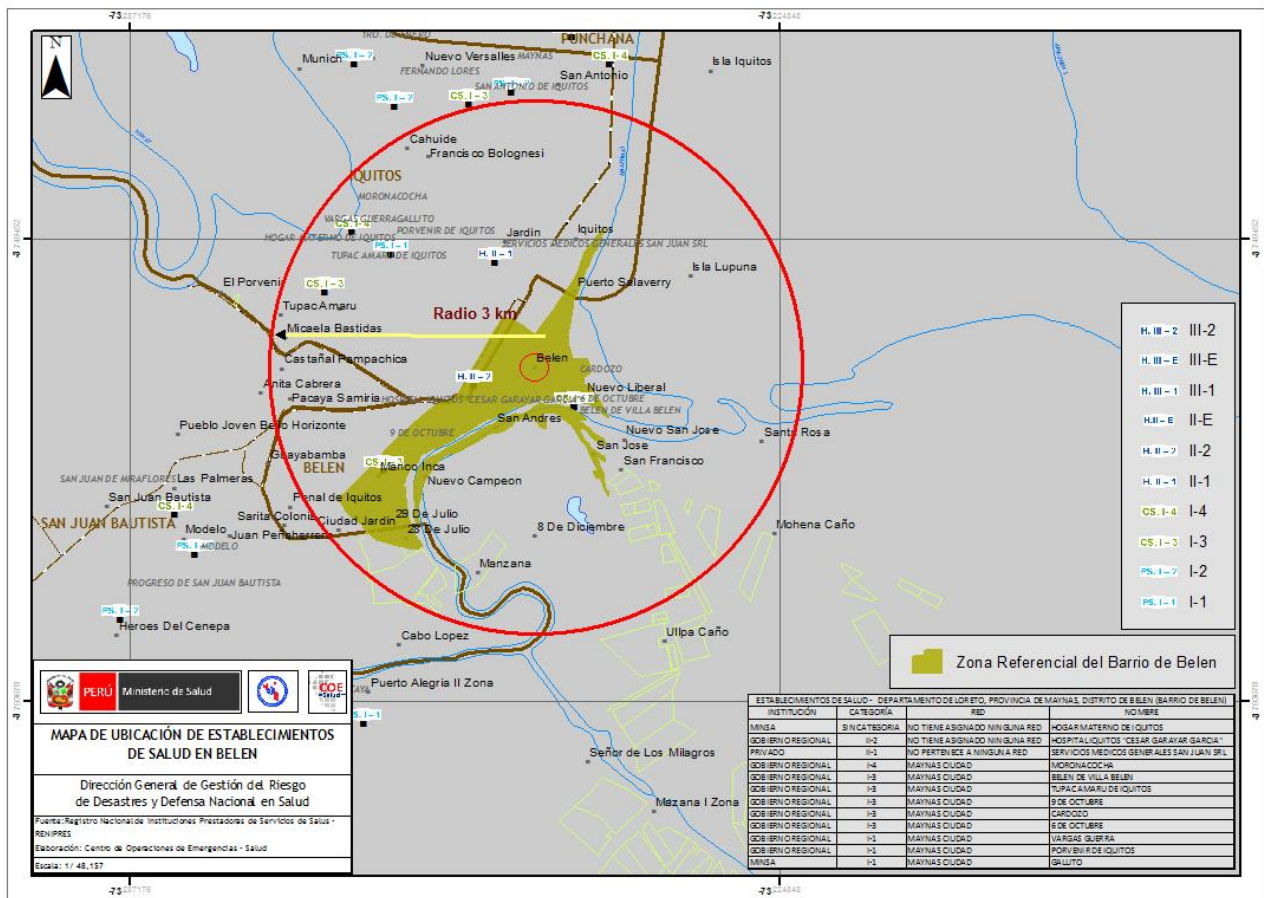 -73.287176
-73.224848
N
1RO. DE ENERO
PUNCHANA
PS. I-2
Munich
Nuevo Versalles
MAYNAS
CS. I-4
Isla Iquitos
FERNANDO LORES
San Antonio
SAN ANTONIO DE IQUITOS
PS. I-2
CS. I-3
Cahuide
Francisco Bolognesi
IQUITOS
MORONACOCHA
VARGAS GUERRA
GALLITO
CS. I-4
PORVENIR DE IQUITOS
HOGAR MATERNO DE IQUITOS
Jardin
Iquitos
PS. I-1
SERVICIOS MEDICOS GENERALES SAN JUAN SRL
TUPAC AMARU DE IQUITOS
H. II-1
Isla Lupuna
El Porvenir
CS. I-3
Puerto Salaverry
Tupac Amaru
Radio 3 km
Micaela Bastidas
Castañal Pampachica
Belen
CARDOZO
H. II-2
Anita Cabrera
Nuevo Liberal
Pacaya Samiria
HOSPITAL IQUITOS "CESAR GARAYAR GARCIA"
6 DE OCTUBRE
BELEN DE VILLA BELEN
San Andres
Pueblo Joven Bello Horizonte
9 DE OCTUBRE
Nuevo San Jose
Santa Rosa
San Jose
Guayabamba
BELEN
CS. I-3
Manco Inca
San Francisco
SAN JUAN DE MIRAFLORES
Las Palmeras
Nuevo Campeon
San Juan Bautista
Penal de Iquitos
CS. I-4
29 De Julio
SAN JUAN BAUTISTA
Sarita Colonia
Ciudad Jardin
28 De Julio
8 De Diciembre
Mohena Caño
Modelo
Juan Penaherrera
MODELO
PROGRESO DE SAN JUAN BAUTISTA
Manzana
PS. I-2
Heroes Del Cenepa
Cabo Lopez
Ullpa Caño
Puerto Alegria II Zona
Señor de Los Milagros
Mazana I Zona
H. III-2 III-2
H. III-E III-E
H. III-1 III-1
H. II-E II-E
H. II-2 II-2
H. II-1 II-1
CS. I-4 I-4
CS. I-3 I-3
PS. I-2 I-2
PS. I-1 I-1
Zona Referencial del Barrio de Belen
PERÚ Ministerio de Salud
COE
Salud
MAPA DE UBICACIÓN DE ESTABLECIMIENTOS
DE SALUD EN BELEN
Dirección General de Gestión del Riesgo
de Desastres y Defensa Nacional en Salud
Fuente: Registro Nacional de Instituciones Prestadoras de Servicios de Salus -
RENIPRES
Elaboración: Centro de Operaciones de Emergencias - Salud
Escala: 1/ 48,157
ESTABLECIMIENTOS DE SALUD - DEPARTAMENTO DE LORETO, PROVINCIA DE MAYNAS, DISTRITO DE BELEN (BARRIO DE BELEN)
INSTITUCIÓN CATEGORÍA RED NOMBRE
MINSA SIN CATEGORIA NO TIENE ASIGNADO NINGUNA RED HOGAR MATERNO DE IQUITOS
GOBIERNO REGIONAL II-2 NO TIENE ASIGNADO NINGUNA RED HOSPITAL IQUITOS "CESAR GARAYAR GARCIA"
PRIVADO II-1 NO PERTENECE A NINGUNA RED SERVICIOS MEDICOS GENERALES SAN JUAN SRL
GOBIERNO REGIONAL I-4 MAYNAS CIUDAD MORONACOCHA
GOBIERNO REGIONAL I-3 MAYNAS CIUDAD BELEN DE VILLA BELEN
GOBIERNO REGIONAL I-3 MAYNAS CIUDAD TUPAC AMARU DE IQUITOS
GOBIERNO REGIONAL I-3 MAYNAS CIUDAD 9 DE OCTUBRE
GOBIERNO REGIONAL I-3 MAYNAS CIUDAD CARDOZO
GOBIERNO REGIONAL I-3 MAYNAS CIUDAD 6 DE OCTUBRE
GOBIERNO REGIONAL I-1 MAYNAS CIUDAD VARGAS GUERRA
GOBIERNO REGIONAL I-1 MAYNAS CIUDAD PORVENIR DE IQUITOS
MINSA I-1 MAYNAS CIUDAD GALLITO
-73.287176
-73.224848